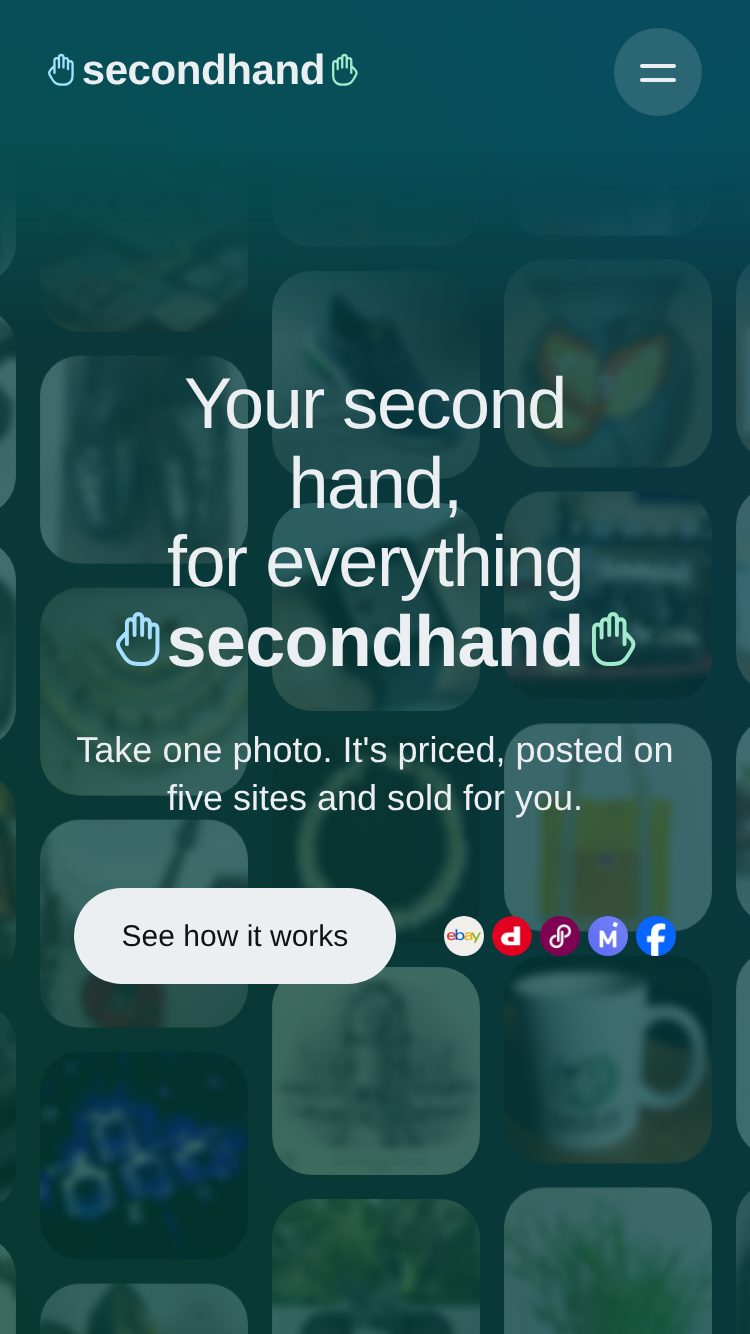 secondhand
Your second
hand,
for everything
secondhand
Take one photo. It's priced, posted on
five sites and sold for you.
See how it works
ebay